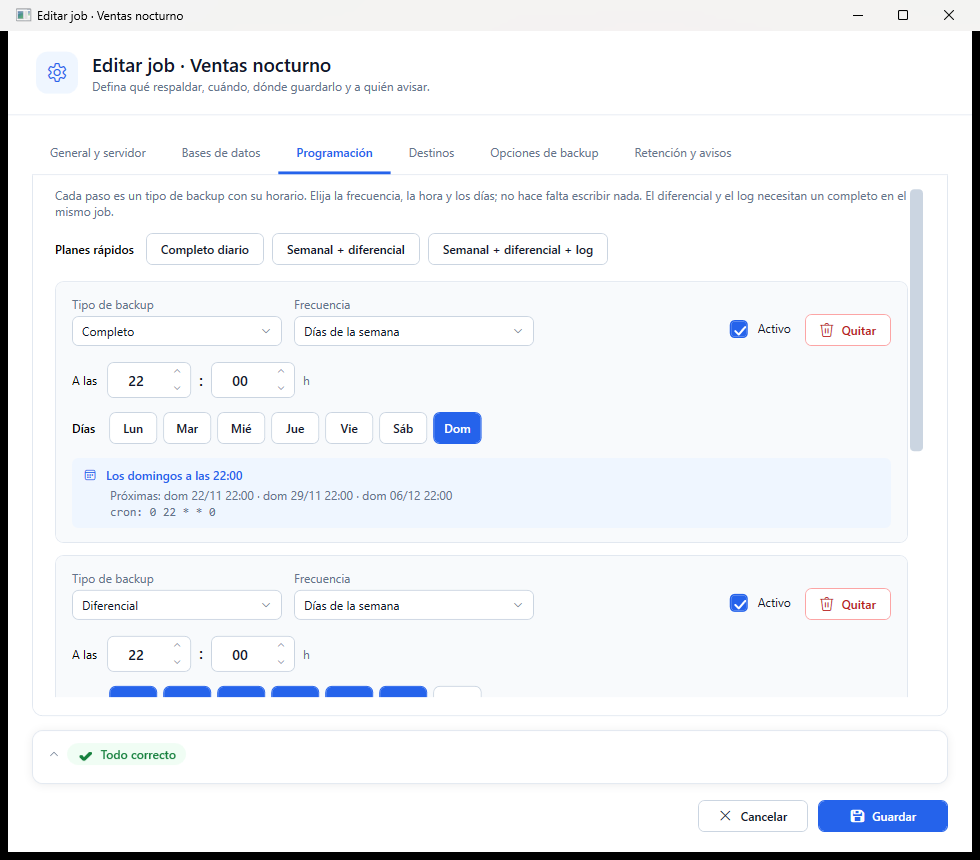 Editar job · Ventas nocturno
Editar job · Ventas nocturno
Defina qué respaldar, cuándo, dónde guardarlo y a quién avisar.
General y servidor Bases de datos Programación Destinos Opciones de backup Retención y avisos
Cada paso es un tipo de backup con su horario. Elija la frecuencia, la hora y los días; no hace falta escribir nada. El diferencial y el log necesitan un completo en el
mismo job.
Planes rápidos Completo diario Semanal + diferencial Semanal + diferencial + log
Tipo de backup Frecuencia
Completo Días de la semana Activo Quitar
A las 22 : 00 h
Días Lun Mar Mié Jue Vie Sáb Dom
Los domingos a las 22:00
Próximas: dom 22/11 22:00 · dom 29/11 22:00 · dom 06/12 22:00
cron: 0 22 * * 0
Tipo de backup Frecuencia
Diferencial Días de la semana Activo Quitar
A las 22 : 00 h
Todo correcto
Cancelar Guardar